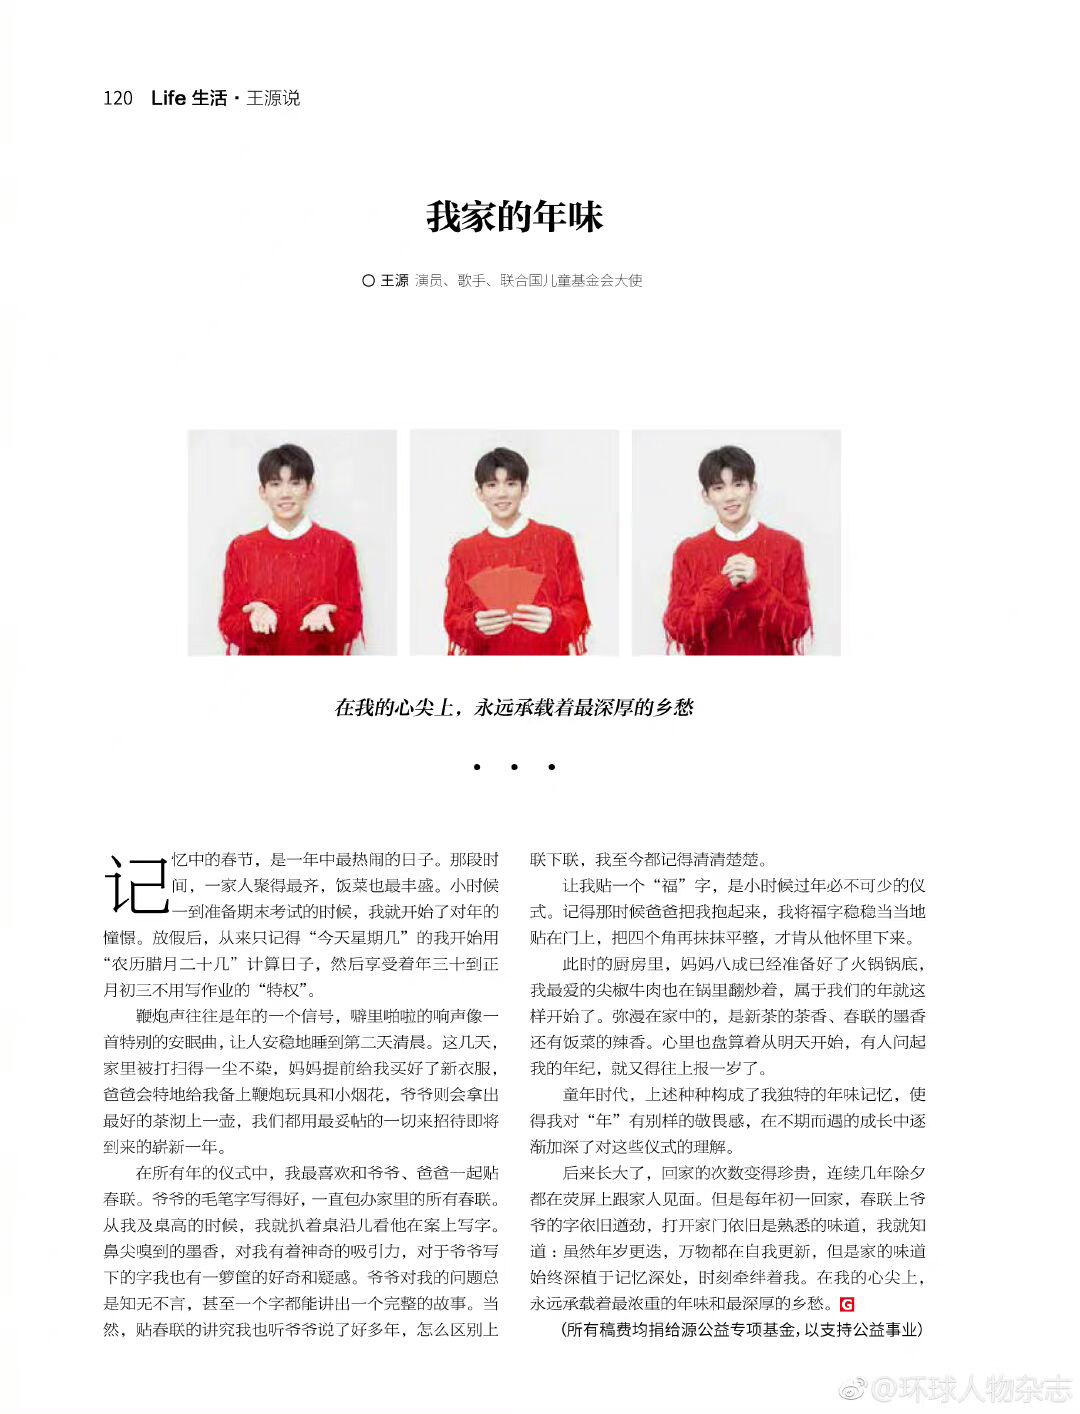 120 Life 生活·王源说
我家的年味
○ 王源 演员、歌手、联合国儿童基金会大使
在我的心尖上，永远承载着最深厚的乡愁
• • •
记忆中的春节，是一年中最热闹的日子。那段时
间，一家人聚得最齐，饭菜也最丰盛。小时候
一到准备期末考试的时候，我就开始了对年的
憧憬。放假后，从来只记得“今天星期几”的我开始用
“农历腊月二十几”计算日子，然后享受着年三十到正
月初三不用写作业的“特权”。
鞭炮声往往是年的一个信号，噼里啪啦的响声像一
首特别的安眠曲，让人安稳地睡到第二天清晨。这几天，
家里被打扫得一尘不染，妈妈提前给我买好了新衣服，
爸爸会特地给我备上鞭炮玩具和小烟花，爷爷则会拿出
最好的茶沏上一壶，我们都用最妥帖的一切来招待即将
到来的崭新一年。
在所有年的仪式中，我最喜欢和爷爷、爸爸一起贴
春联。爷爷的毛笔字写得好，一直包办家里的所有春联。
从我及桌高的时候，我就扒着桌沿儿看他在案上写字。
鼻尖嗅到的墨香，对我有着神奇的吸引力，对于爷爷写
下的字我也有一箩筐的好奇和疑惑。爷爷对我的问题总
是知无不言，甚至一个字都能讲出一个完整的故事。当
然，贴春联的讲究我也听爷爷说了好多年，怎么区别上
联下联，我至今都记得清清楚楚。
让我贴一个“福”字，是小时候过年必不可少的仪
式。记得那时候爸爸把我抱起来，我将福字稳稳当当地
贴在门上，把四个角再抹抹平整，才肯从他怀里下来。
此时的厨房里，妈妈八成已经准备好了火锅锅底，
我最爱的尖椒牛肉也在锅里翻炒着，属于我们的年就这
样开始了。弥漫在家中的，是新茶的茶香、春联的墨香
还有饭菜的辣香。心里也盘算着从明天开始，有人问起
我的年纪，就又得往上报一岁了。
童年时代，上述种种构成了我独特的年味记忆，使
得我对“年”有别样的敬畏感，在不期而遇的成长中逐
渐加深了对这些仪式的理解。
后来长大了，回家的次数变得珍贵，连续几年除夕
都在荧屏上跟家人见面。但是每年初一回家，春联上爷
爷的字依旧遒劲，打开家门依旧是熟悉的味道，我就知
道：虽然年岁更迭，万物都在自我更新，但是家的味道
始终深植于记忆深处，时刻牵绊着我。在我的心尖上，
永远承载着最浓重的年味和最深厚的乡愁。G
（所有稿费均捐给源公益专项基金，以支持公益事业）
@环球人物杂志